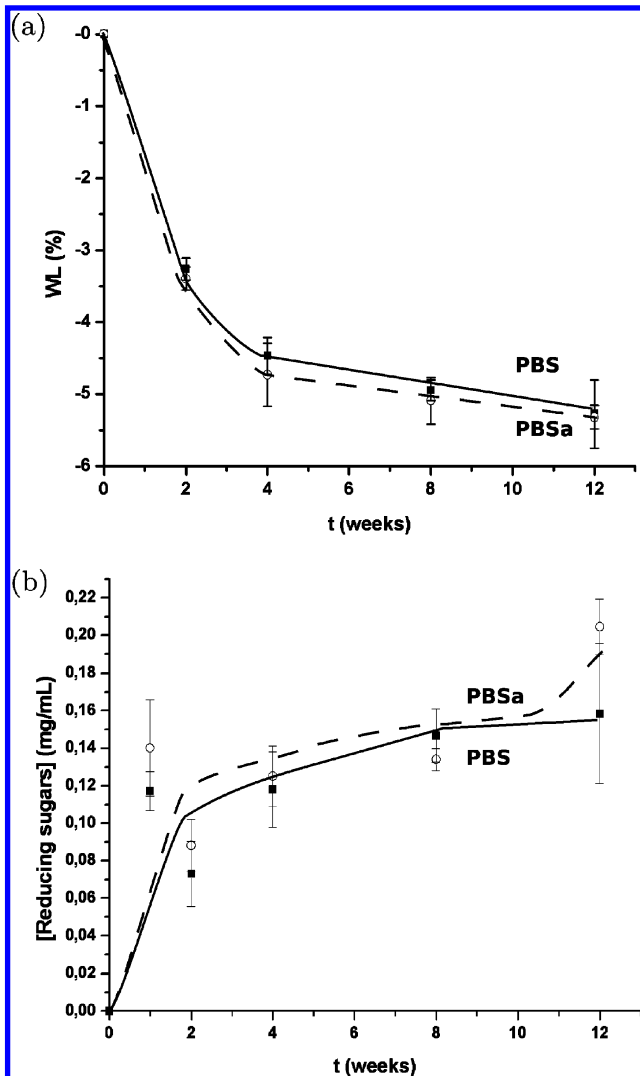 (a)
-0
-1
-2
-3
-4
-5
-6
WL (%)
PBS
PBSa
0 2 4 6 8 10 12
t (weeks)
(b)
0,22
0,20
0,18
0,16
0,14
0,12
0,10
0,08
0,06
0,04
0,02
0,00
[Reducing sugars] (mg/mL)
PBSa
PBS
0 2 4 6 8 10 12
t (weeks)